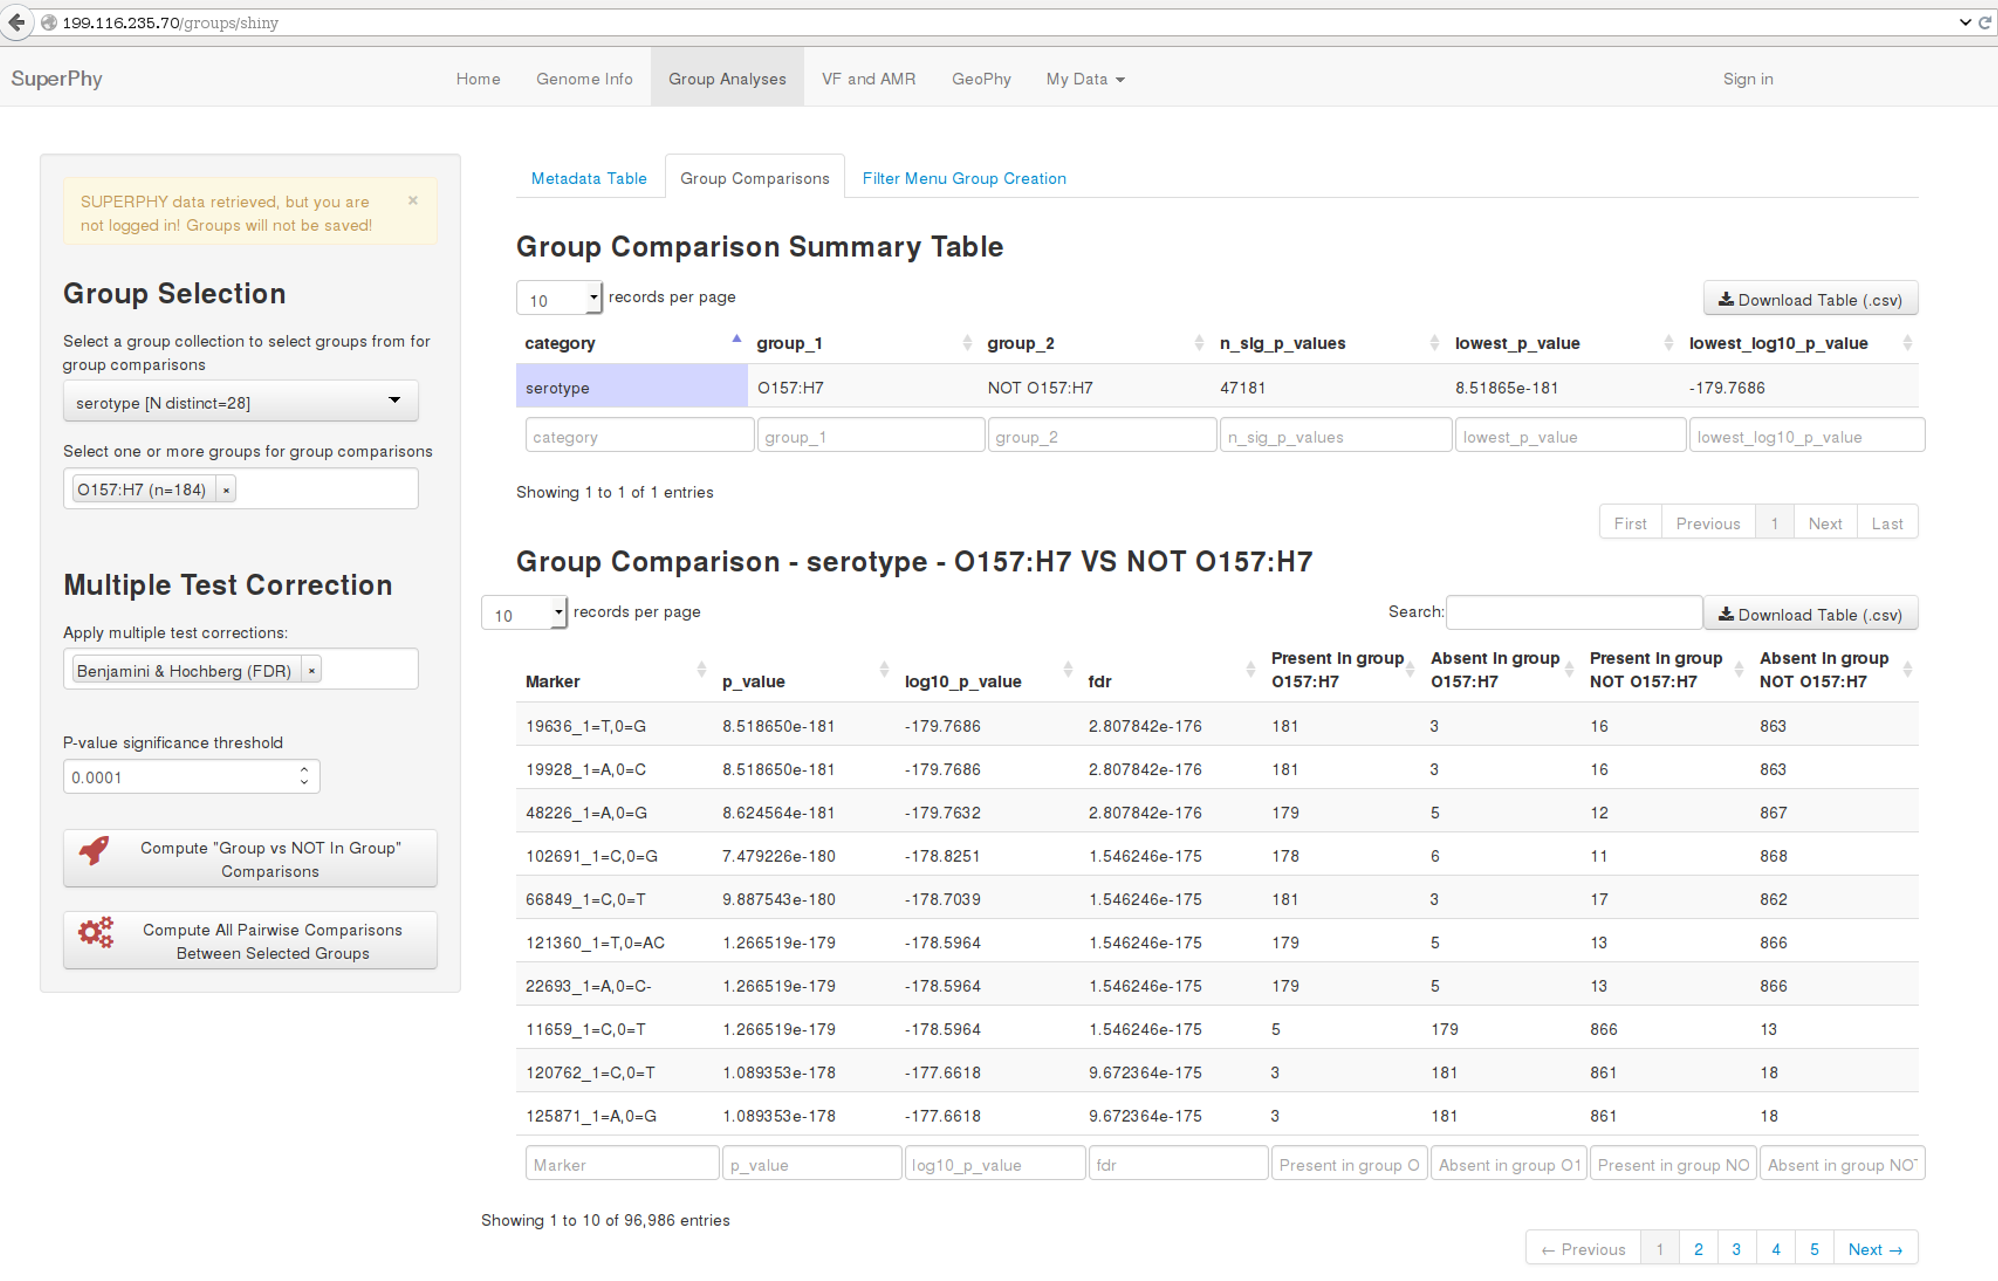 199.116.235.70/groups/shiny
SuperPhy Home Genome Info Group Analyses VF and AMR GeoPhy My Data Sign in
SUPERPHY data retrieved, but you are ×
not logged in! Groups will not be saved!
Group Selection
Select a group collection to select groups from for
group comparisons
serotype [N distinct=28]
Select one or more groups for group comparisons
O157:H7 (n=184) ×
Multiple Test Correction
Apply multiple test corrections:
Benjamini & Hochberg (FDR) ×
P-value significance threshold
0.0001
Compute "Group vs NOT In Group"
Comparisons
Compute All Pairwise Comparisons
Between Selected Groups
Metadata Table Group Comparisons Filter Menu Group Creation
Group Comparison Summary Table
10 records per page Download Table (.csv)
category group_1 group_2 n_sig_p_values lowest_p_value lowest_log10_p_value
serotype O157:H7 NOT O157:H7 47181 8.51865e-181 -179.7686
category group_1 group_2 n_sig_p_values lowest_p_value lowest_log10_p_value
Showing 1 to 1 of 1 entries
First Previous 1 Next Last
Group Comparison - serotype - O157:H7 VS NOT O157:H7
10 records per page Search: Download Table (.csv)
Present In group Absent In group Present In group Absent In group
Marker p_value log10_p_value fdr O157:H7 O157:H7 NOT O157:H7 NOT O157:H7
19636_1=T,0=G 8.518650e-181 -179.7686 2.807842e-176 181 3 16 863
19928_1=A,0=C 8.518650e-181 -179.7686 2.807842e-176 181 3 16 863
48226_1=A,0=G 8.624564e-181 -179.7632 2.807842e-176 179 5 12 867
102691_1=C,0=G 7.479226e-180 -178.8251 1.546246e-175 178 6 11 868
66849_1=C,0=T 9.887543e-180 -178.7039 1.546246e-175 181 3 17 862
121360_1=T,0=AC 1.266519e-179 -178.5964 1.546246e-175 179 5 13 866
22693_1=A,0=C- 1.266519e-179 -178.5964 1.546246e-175 179 5 13 866
11659_1=C,0=T 1.266519e-179 -178.5964 1.546246e-175 5 179 866 13
120762_1=C,0=T 1.089353e-178 -177.6618 9.672364e-175 3 181 861 18
125871_1=A,0=G 1.089353e-178 -177.6618 9.672364e-175 3 181 861 18
Marker p_value log10_p_value fdr Present in group O Absent in group O1 Present in group NO Absent in group NO
Showing 1 to 10 of 96,986 entries
← Previous 1 2 3 4 5 Next →